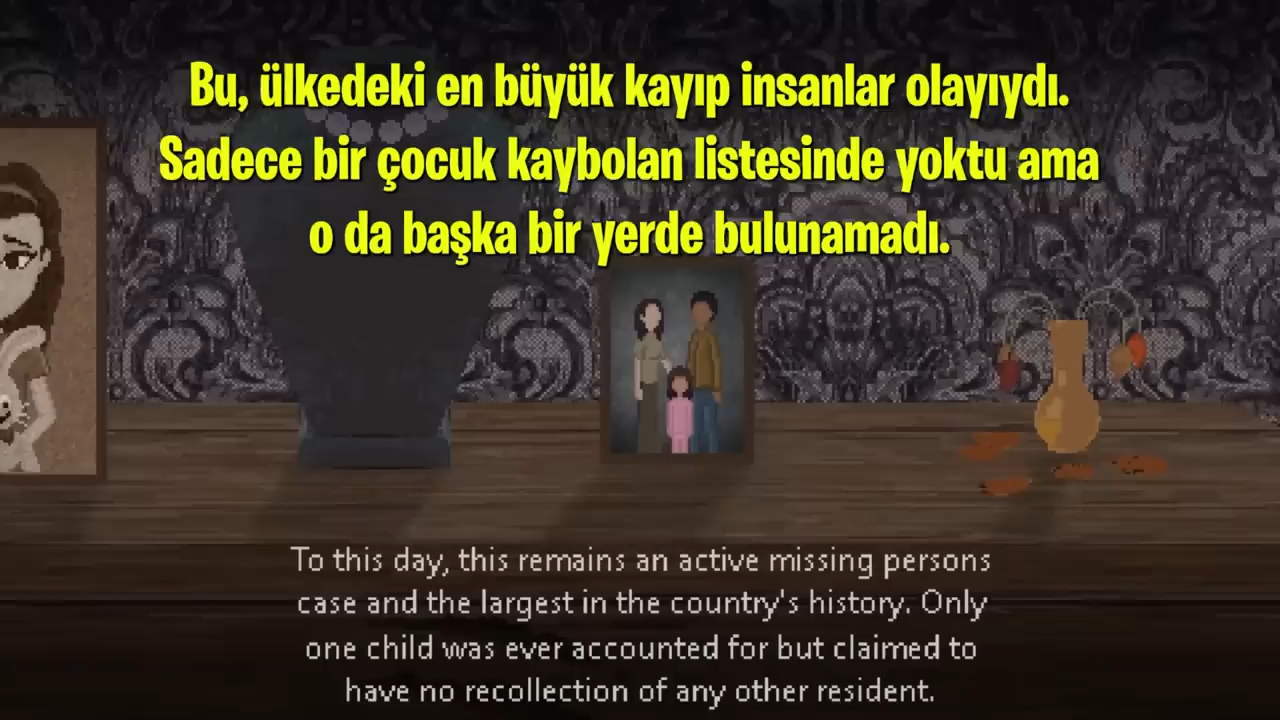 Bu, ülkedeki en büyük kayıp insanlar olayıydı.
Sadece bir çocuk kaybolan listesinde yoktu ama
o da başka bir yerde bulunamadı.
To this day, this remains an active missing persons
case and the largest in the country's history. Only
one child was ever accounted for but claimed to
have no recollection of any other resident.